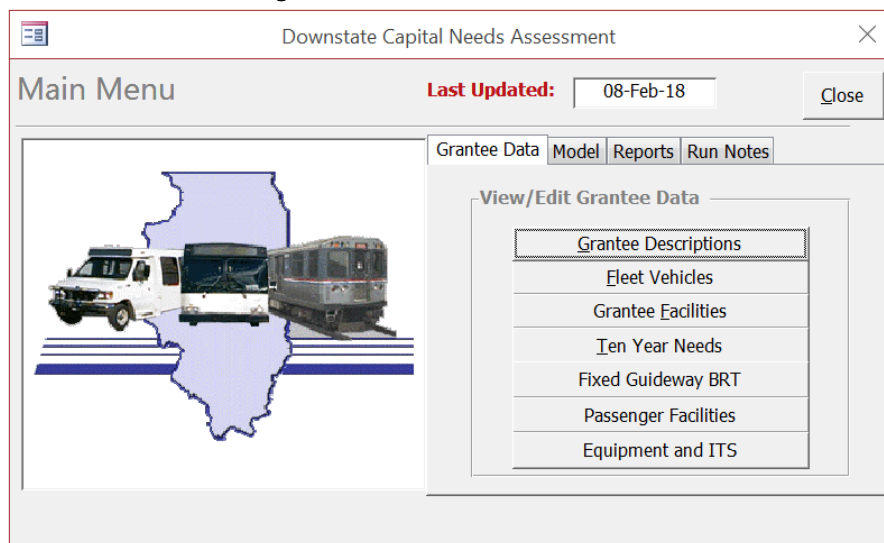 Downstate Capital Needs Assessment
Main Menu
Last Updated: 08-Feb-18
Close
Grantee Data Model Reports Run Notes
View/Edit Grantee Data
Grantee Descriptions
Fleet Vehicles
Grantee Facilities
Ten Year Needs
Fixed Guideway BRT
Passenger Facilities
Equipment and ITS